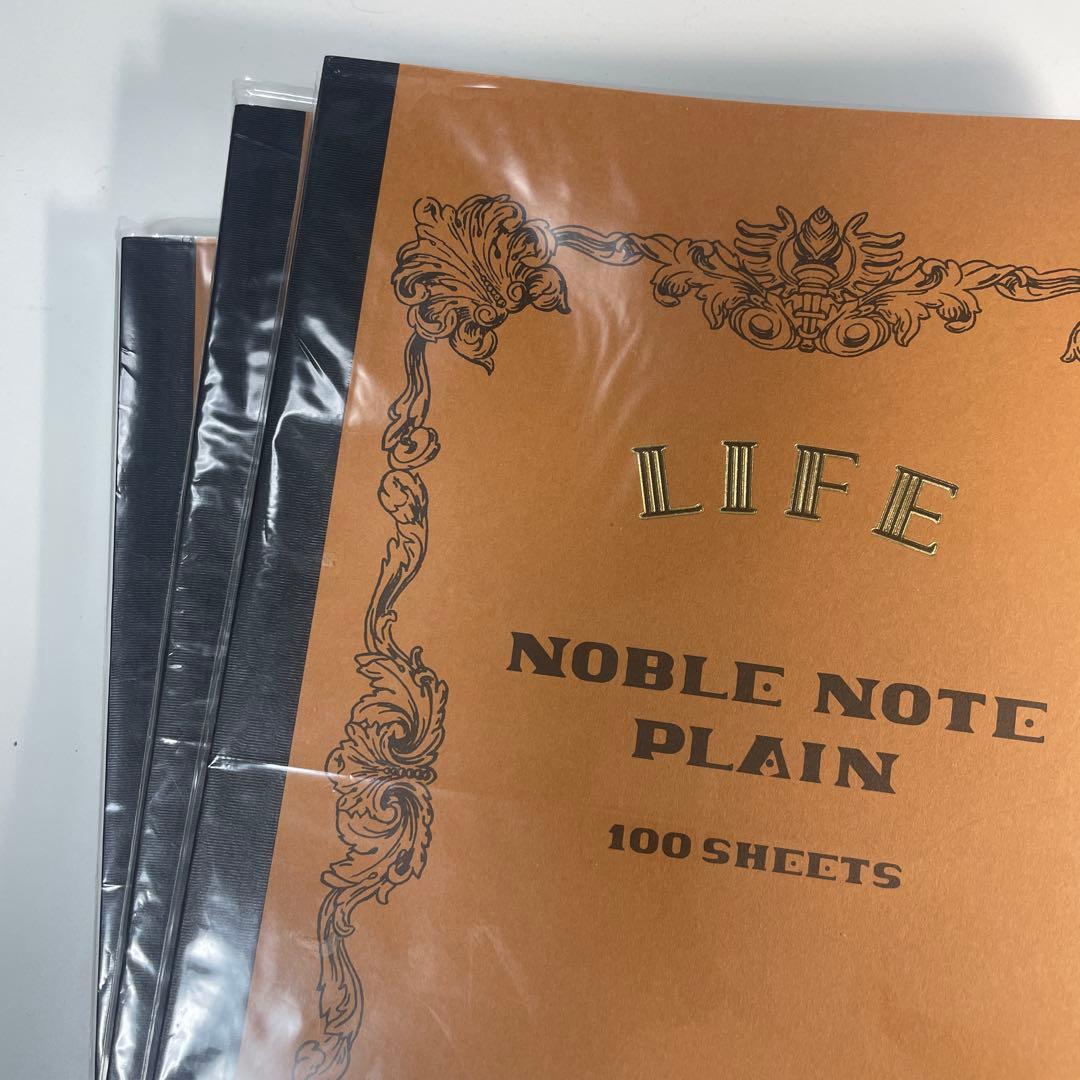 LIFE
NOBLE NOTE
PLAIN
100 SHEETS